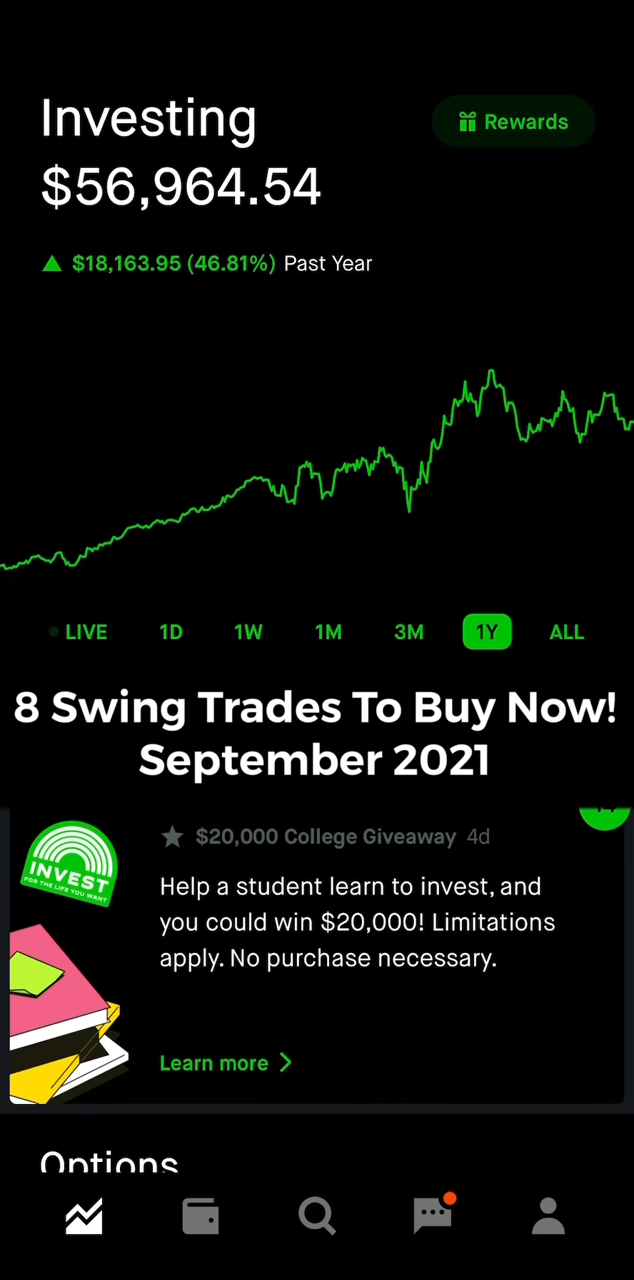 Investing
Rewards
$56,964.54
$18,163.95 (46.81%) Past Year
LIVE 1D 1W 1M 3M 1Y ALL
8 Swing Trades To Buy Now!
September 2021
$20,000 College Giveaway 4d
INVEST
FOR THE LIFE YOU WANT
Help a student learn to invest, and
you could win $20,000! Limitations
apply. No purchase necessary.
Learn more
Options